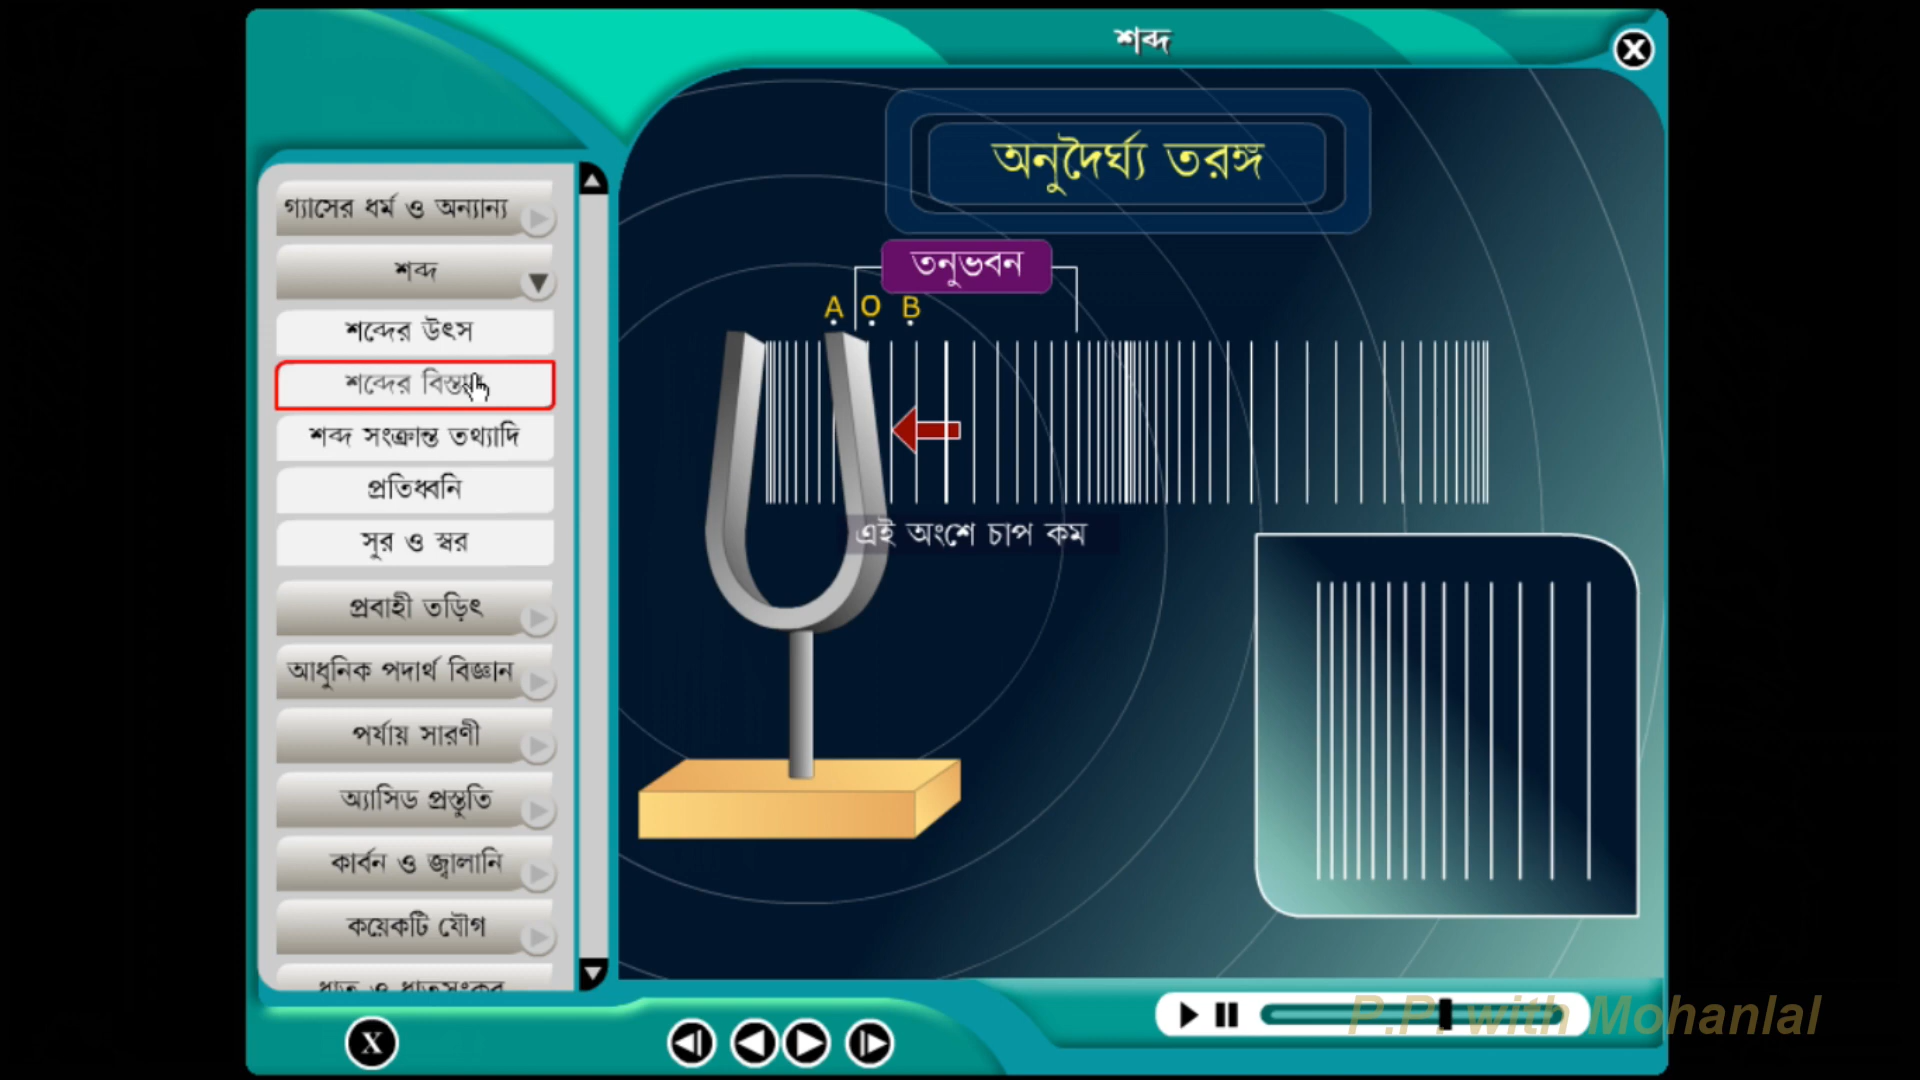 শব্দ
X
অনুদৈর্ঘ্য তরঙ্গ
গ্যাসের ধর্ম ও অন্যান্য
শব্দ
শব্দের উৎস
শব্দের
শব্দ সংক্রান্ত তথ্যাদি
প্রতিধ্বনি
সুর ও স্বর
প্রবাহী তড়িৎ
আধুনিক পদার্থ বিজ্ঞান
পর্যায় সারণী
অ্যাসিড প্রস্তুতি
কার্বন ও জ্বালানি
কয়েকটি যৌগ
তনুভবন
A O B
এই অংশে চাপ কম
X
P.P. with Mohanlal